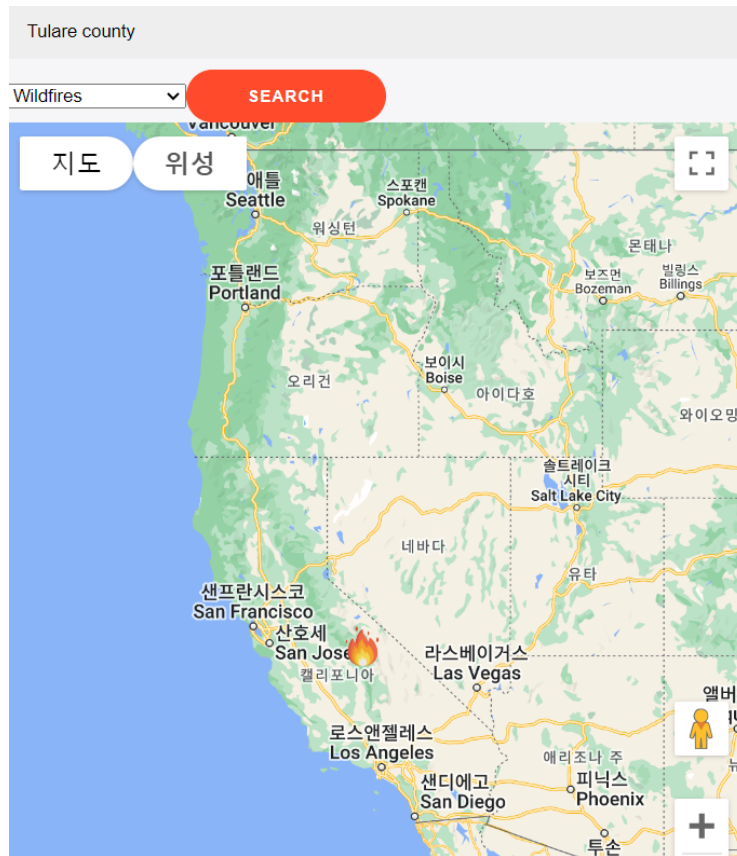 Tulare county
Wildfires
SEARCH
Vancouver
지도
위성
애틀
Seattle
스포캔
Spokane
워싱턴
몬태나
포틀랜드
Portland
보즈먼
Bozeman
빌링스
Billings
보이시
Boise
오리건
아이다호
와이오밍
솔트레이크
시티
Salt Lake City
네바다
유타
샌프란시스코
San Francisco
산호세
San Jose
캘리포니아
라스베이거스
Las Vegas
앨버
로스앤젤레스
Los Angeles
애리조나 주
뉴
샌디에고
San Diego
피닉스
Phoenix
투손